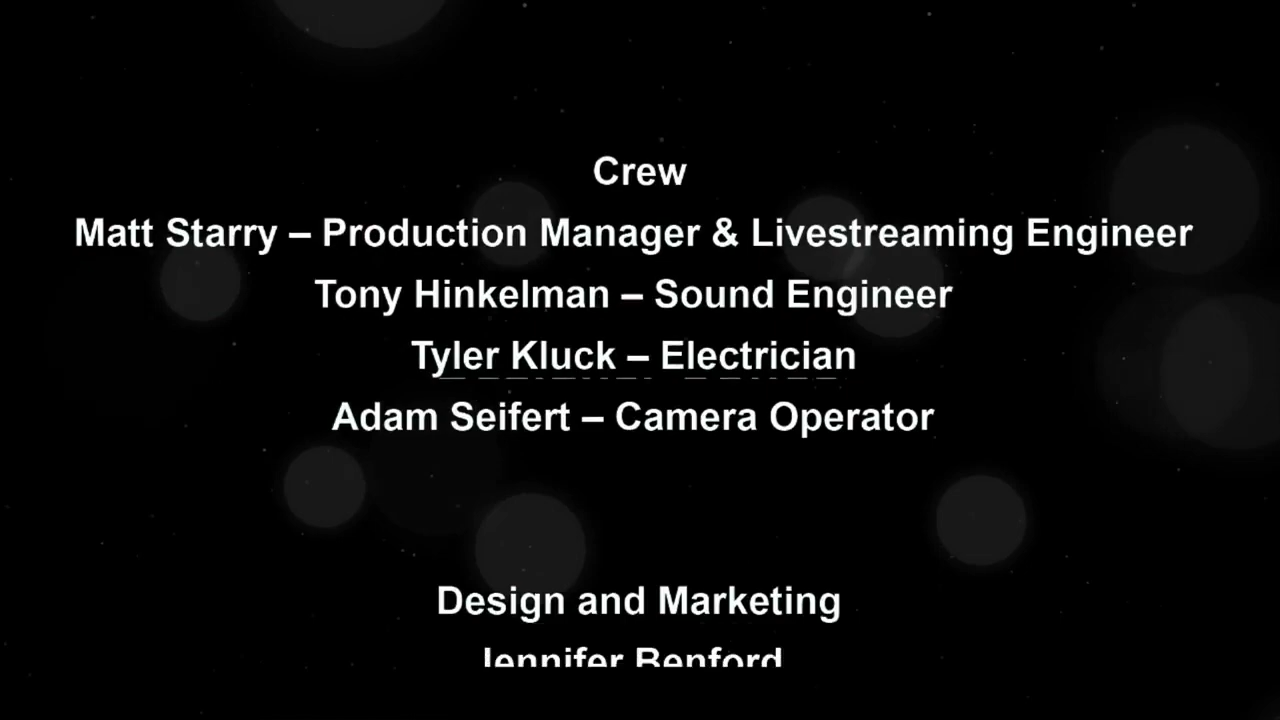 Crew
Matt Starry – Production Manager & Livestreaming Engineer
Tony Hinkelman – Sound Engineer
Tyler Kluck – Electrician
Adam Seifert – Camera Operator
Design and Marketing
Jennifer Benford